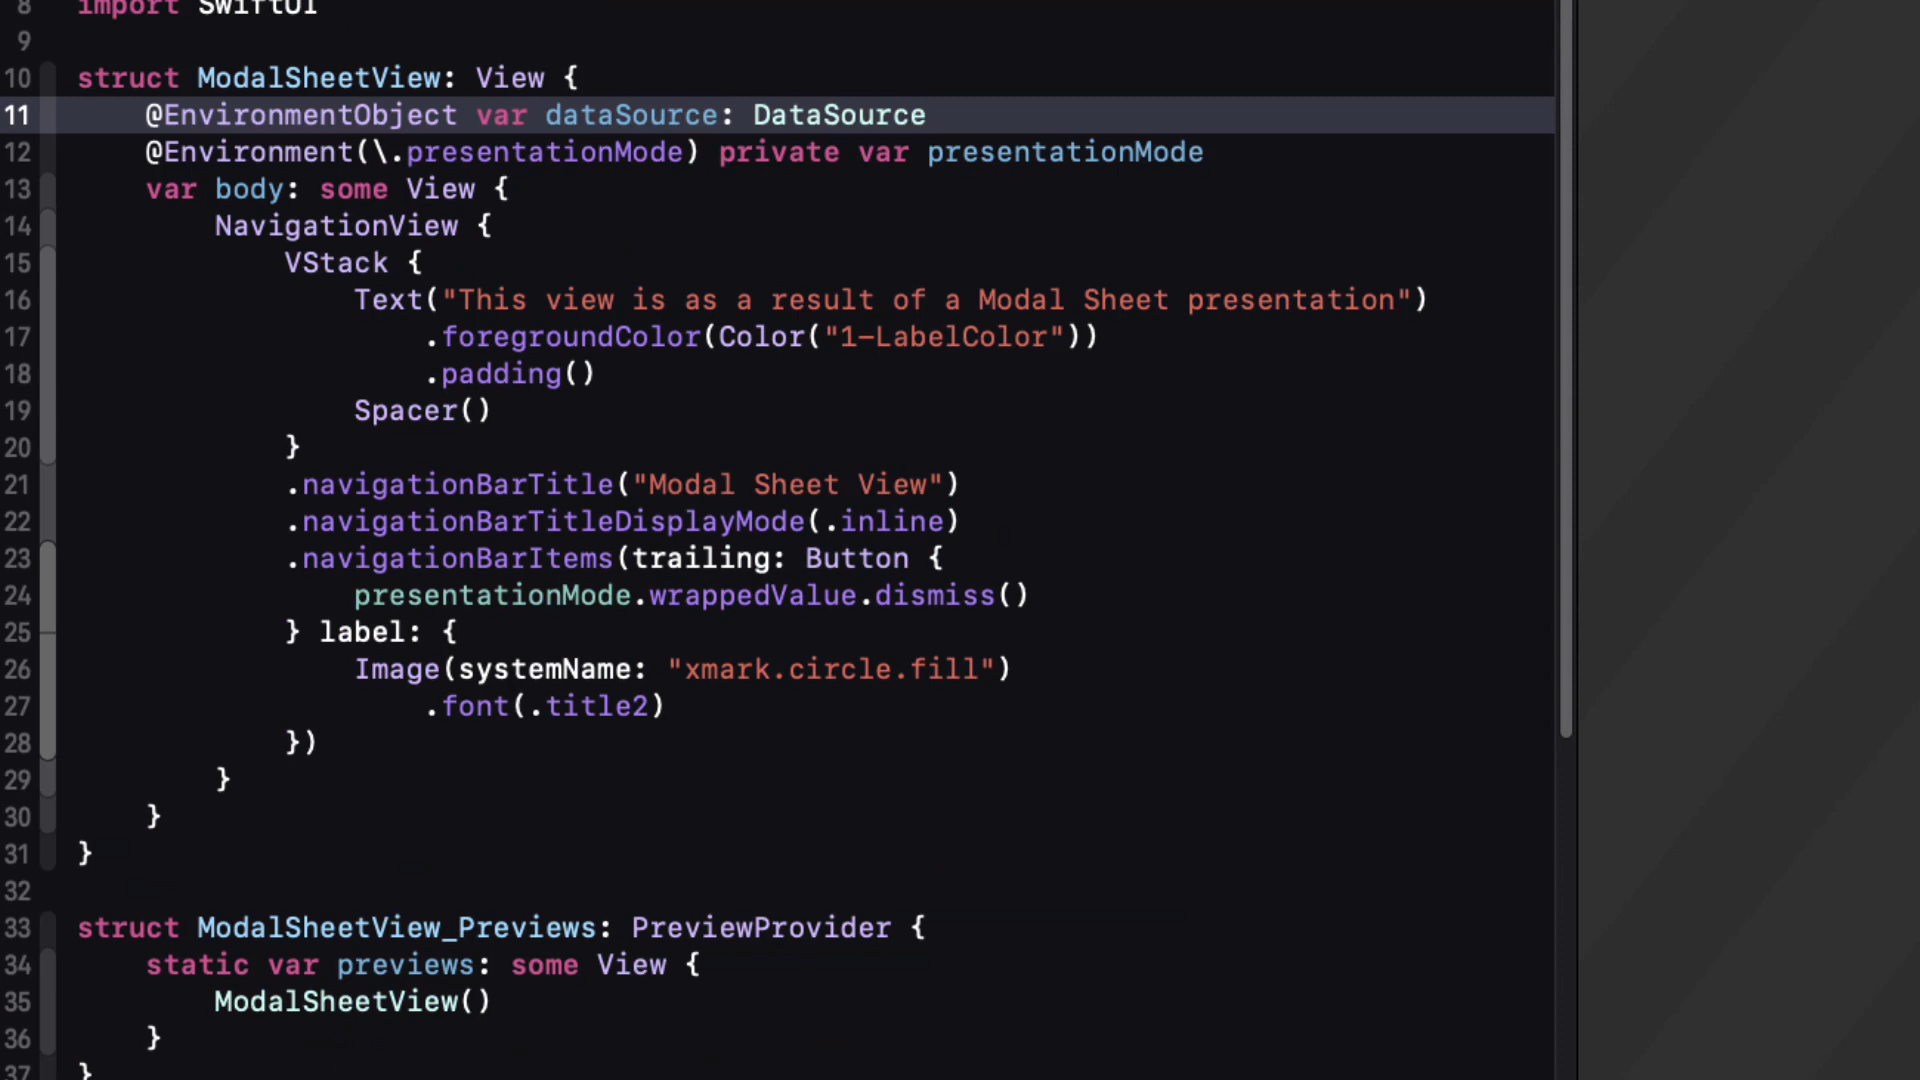 8 import SwiftUI
9
10 struct ModalSheetView: View {
11 @EnvironmentObject var dataSource: DataSource
12 @Environment(\.presentationMode) private var presentationMode
13 var body: some View {
14 NavigationView {
15 VStack {
16 Text("This view is as a result of a Modal Sheet presentation")
17 .foregroundColor(Color("1-LabelColor"))
18 .padding()
19 Spacer()
20 }
21 .navigationBarTitle("Modal Sheet View")
22 .navigationBarTitleDisplayMode(.inline)
23 .navigationBarItems(trailing: Button {
24 presentationMode.wrappedValue.dismiss()
25 } label: {
26 Image(systemName: "xmark.circle.fill")
27 .font(.title2)
28 })
29 }
30 }
31 }
32
33 struct ModalSheetView_Previews: PreviewProvider {
34 static var previews: some View {
35 ModalSheetView()
36 }
37 }